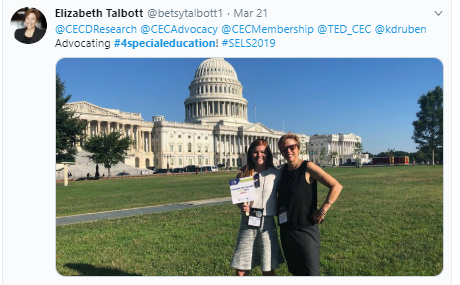 Elizabeth Talbott @betsytalbott1 · Mar 21
@CECDResearch @CECAdvocacy @CECMembership @TED_CEC @kdruben
Advocating #4specialeducation! #SELS2019